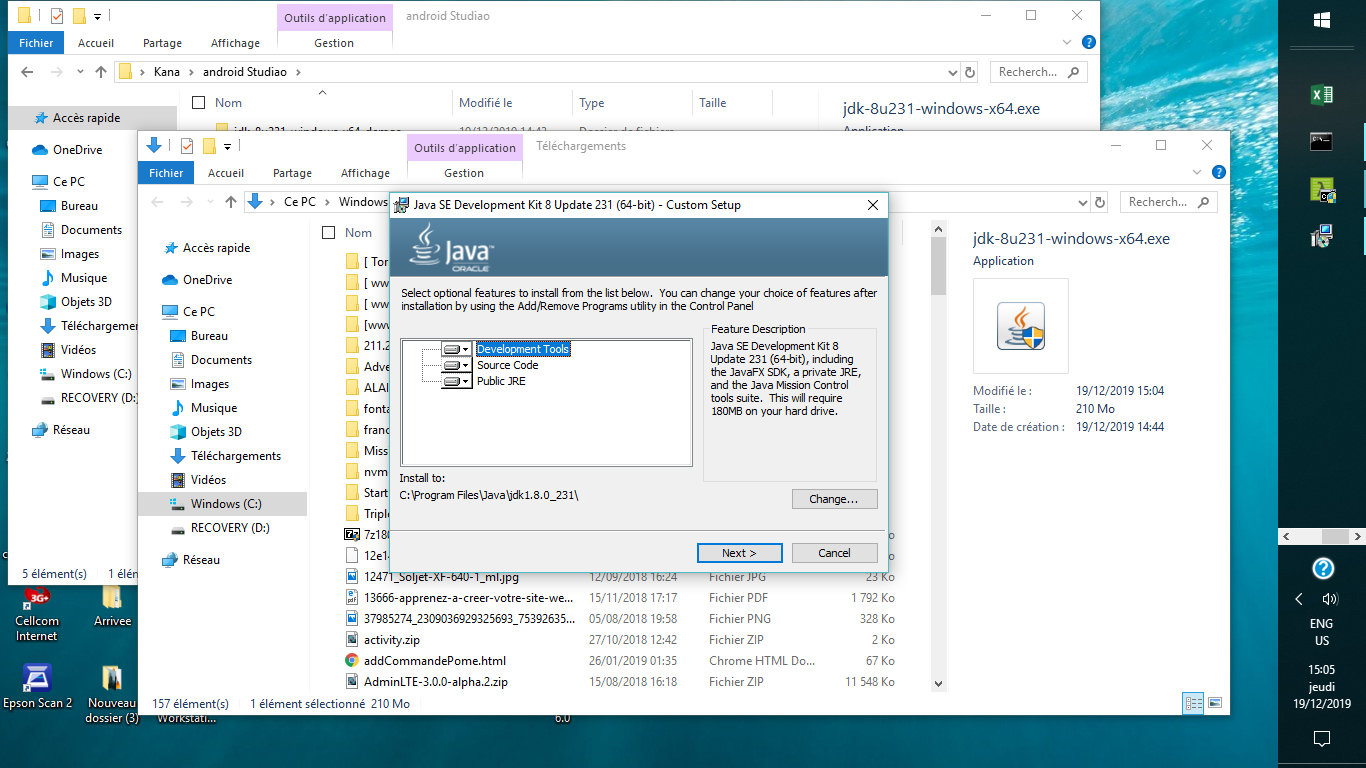 Outils d'application
android Studiao
Fichier
Accueil
Partage
Affichage
Gestion
Kana
android Studiao
Recherch...
Accès rapide
OneDrive
Ce PC
Bureau
Documents
Images
Musique
Objets 3D
Vidéos
Windows (C:)
RECOVERY (D:)
Réseau
Nom
Modifié le
Type
Taille
jdk-8u231-windows-x64.exe
5 élément(s)
Outils d'application
Téléchargements
Fichier
Accueil
Partage
Affichage
Gestion
Ce PC
Windows
Recherch...
Accès rapide
OneDrive
Ce PC
Bureau
Documents
Images
Musique
Objets 3D
Téléchargements
Vidéos
Windows (C:)
RECOVERY (D:)
Réseau
Nom
[ Tor
[ ww
[ ww
[ww
211.2
Adve
ALAI
fonta
franc
Miss
nvm
Start
Triple
7z180
12e14
12471_Soljet-XF-640-1_ml.jpg 12/09/2018 16:24 Fichier JPG 23 Ko
13666-apprenez-a-creer-votre-site-we... 15/11/2018 17:17 Fichier PDF 1 792 Ko
37985274_2309036929325693_75392635... 05/08/2018 19:58 Fichier PNG 328 Ko
activity.zip 27/10/2018 12:42 Fichier ZIP 2 Ko
addCommandePome.html 26/01/2019 01:35 Chrome HTML Do... 67 Ko
AdminLTE-3.0.0-alpha.2.zip 15/08/2018 16:18 Fichier ZIP 11 548 Ko
157 élément(s) 1 élément sélectionné 210 Mo
jdk-8u231-windows-x64.exe
Application
Modifié le : 19/12/2019 15:04
Taille : 210 Mo
Date de création : 19/12/2019 14:44
Java SE Development Kit 8 Update 231 (64-bit) - Custom Setup
Java™
ORACLE
Select optional features to install from the list below. You can change your choice of features after
installation by using the Add/Remove Programs utility in the Control Panel
Development Tools
Source Code
Public JRE
Feature Description
Java SE Development Kit 8
Update 231 (64-bit), including
the JavaFX SDK, a private JRE,
and the Java Mission Control
tools suite. This will require
180MB on your hard drive.
Install to:
C:\Program Files\Java\jdk1.8.0_231\
Change...
Next >
Cancel
3G+
Cellcom
Internet
Arrivee
Epson Scan 2
Nouveau
dossier (3)
Workstati...
6.0
ENG
US
15:05
jeudi
19/12/2019